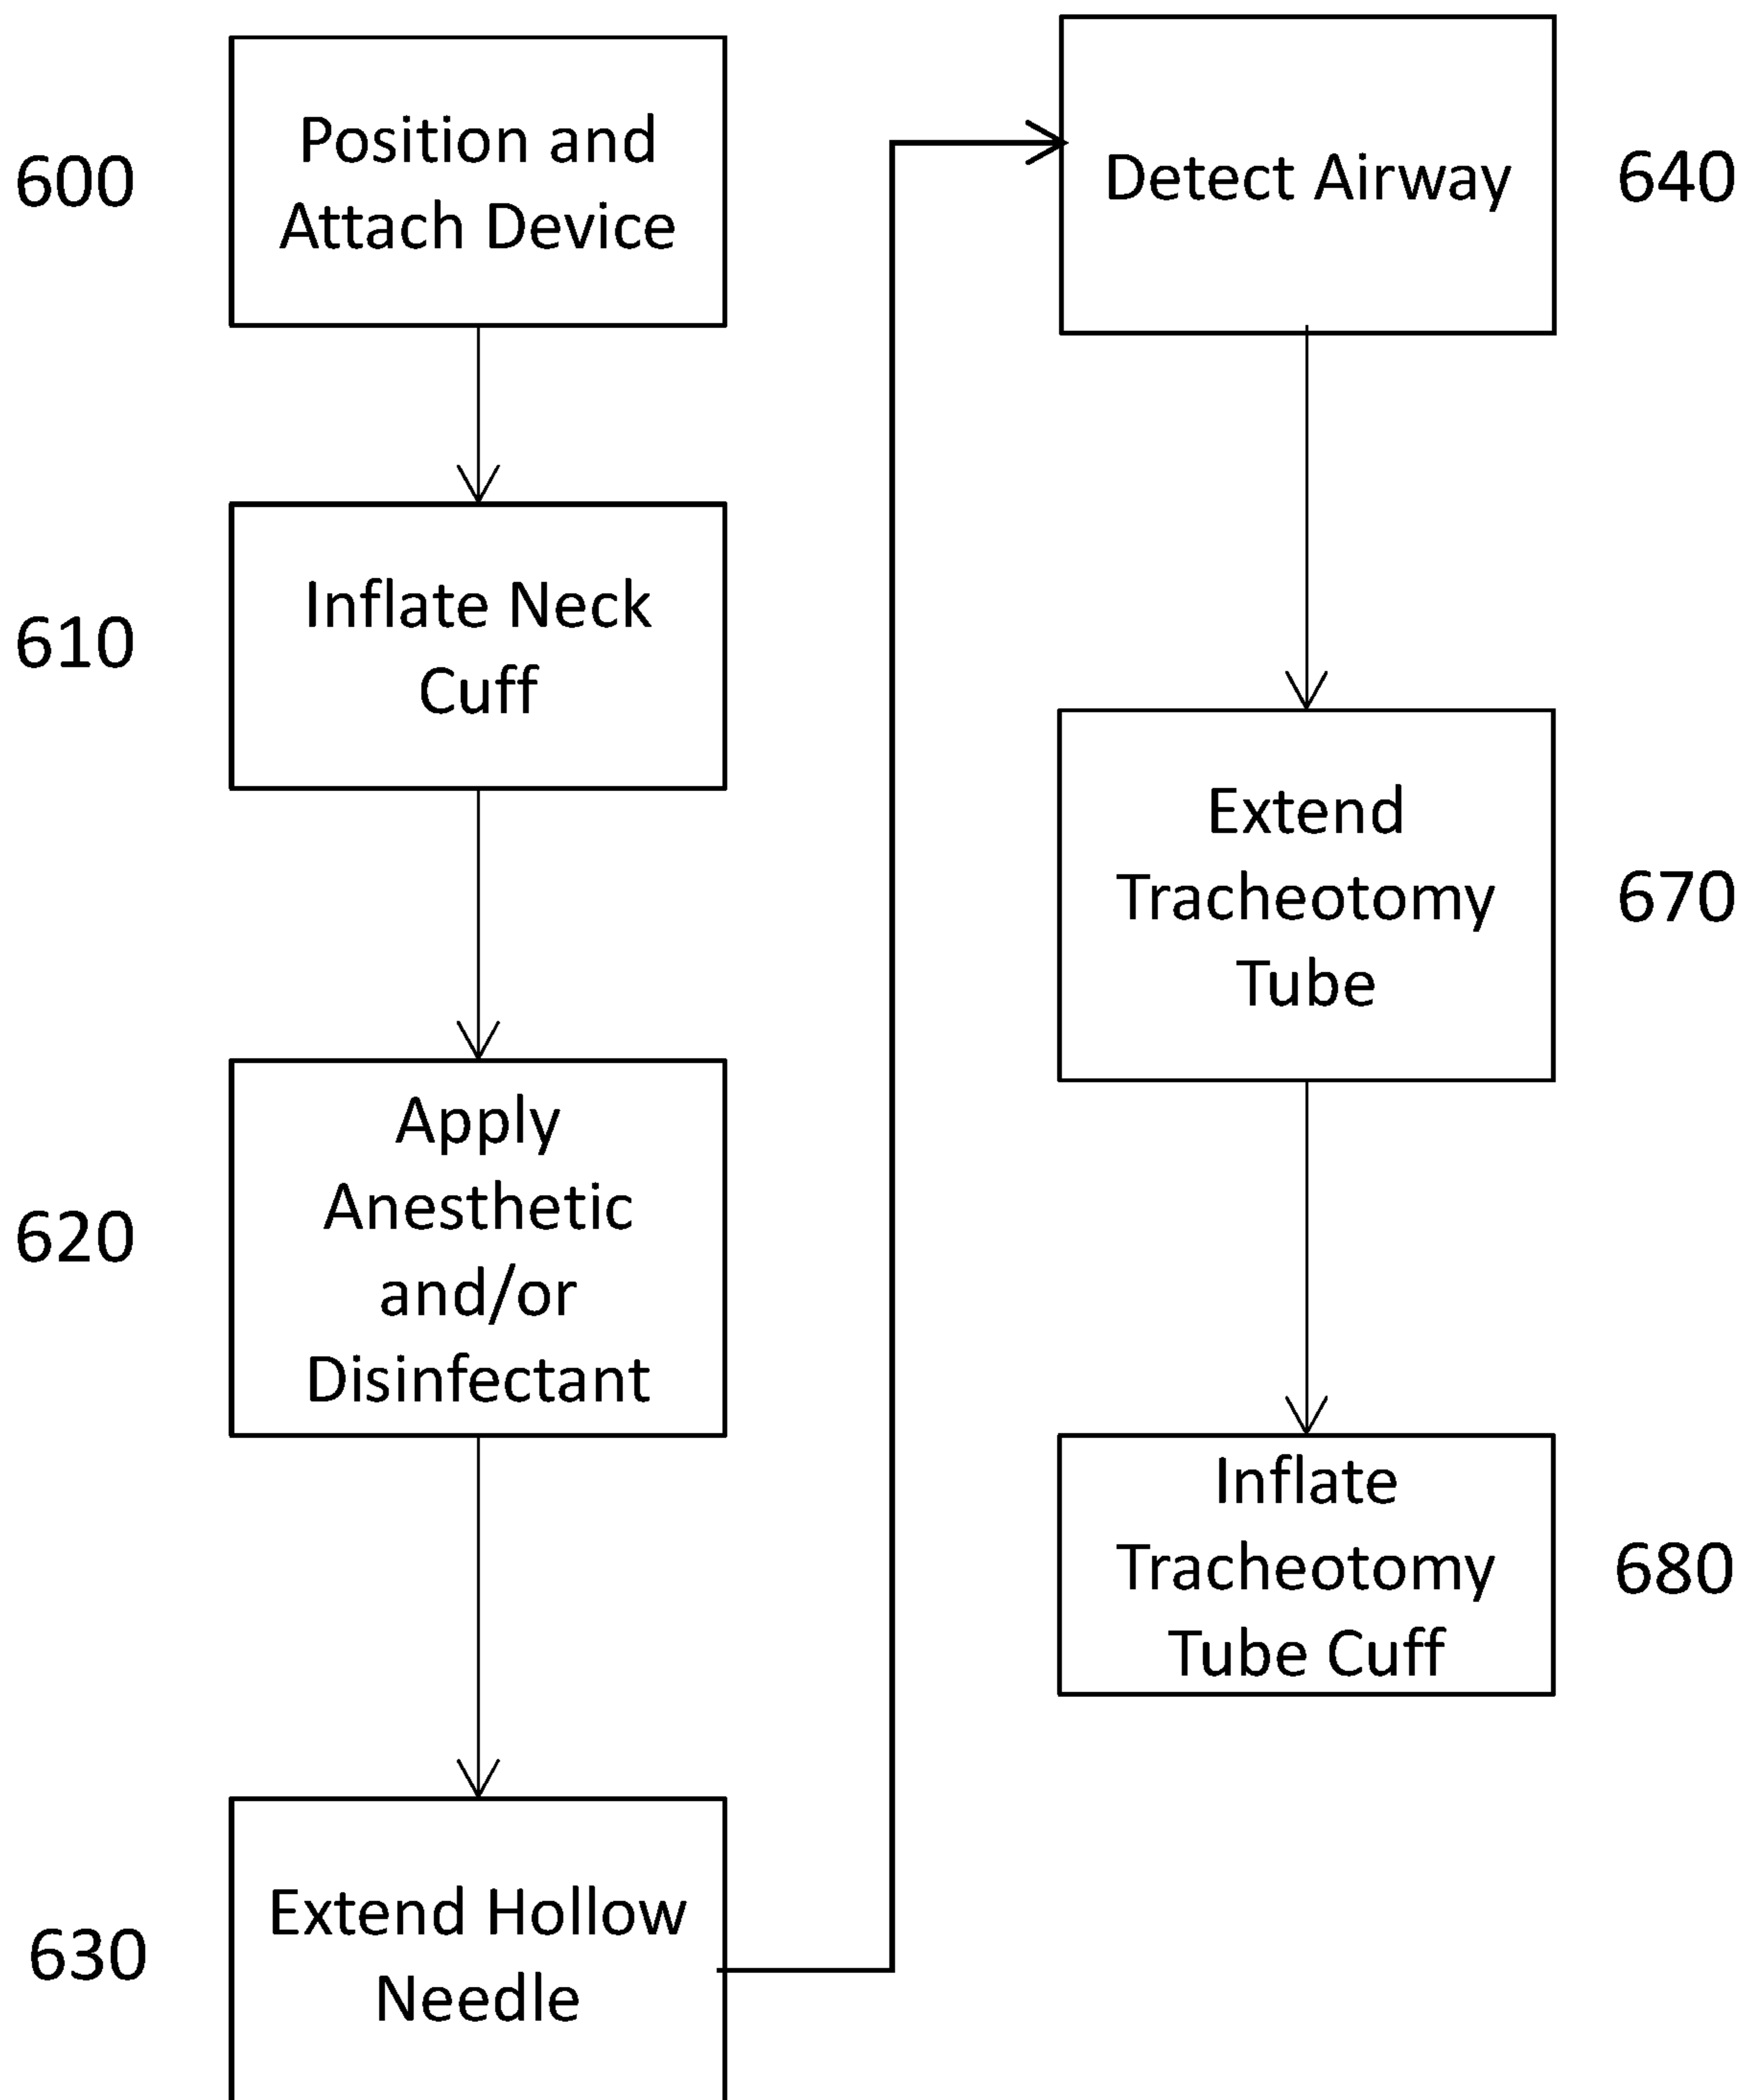 600
Position and
Attach Device
610
Inflate Neck
Cuff
620
Apply
Anesthetic
and/or
Disinfectant
630
Extend Hollow
Needle
Detect Airway
640
Extend
Tracheotomy
Tube
670
Inflate
Tracheotomy
Tube Cuff
680